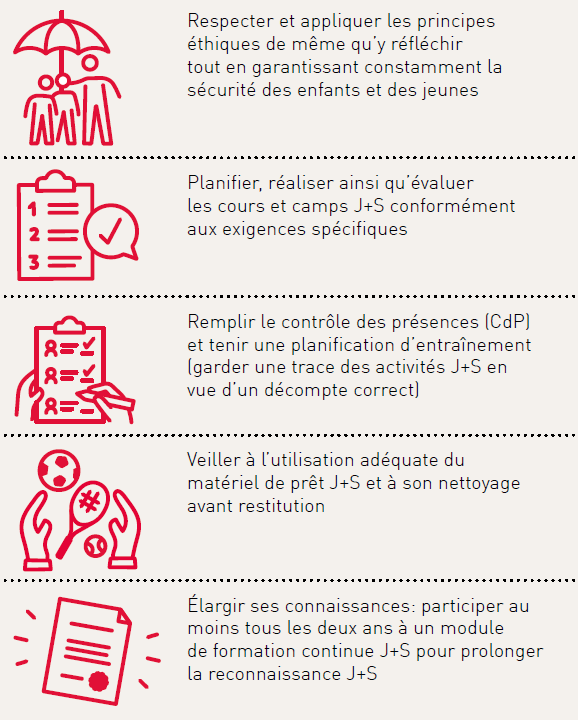 Respecter et appliquer les principes
éthiques de même qu'y réfléchir
tout en garantissant constamment la
sécurité des enfants et des jeunes
1
2
3
Planifier, réaliser ainsi qu'évaluer
les cours et camps J+S conformément
aux exigences spécifiques
Remplir le contrôle des présences (CdP)
et tenir une planification d'entraînement
(garder une trace des activités J+S en
vue d'un décompte correct)
Veiller à l'utilisation adéquate du
matériel de prêt J+S et à son nettoyage
avant restitution
Élargir ses connaissances: participer au
moins tous les deux ans à un module
de formation continue J+S pour prolonger
la reconnaissance J+S